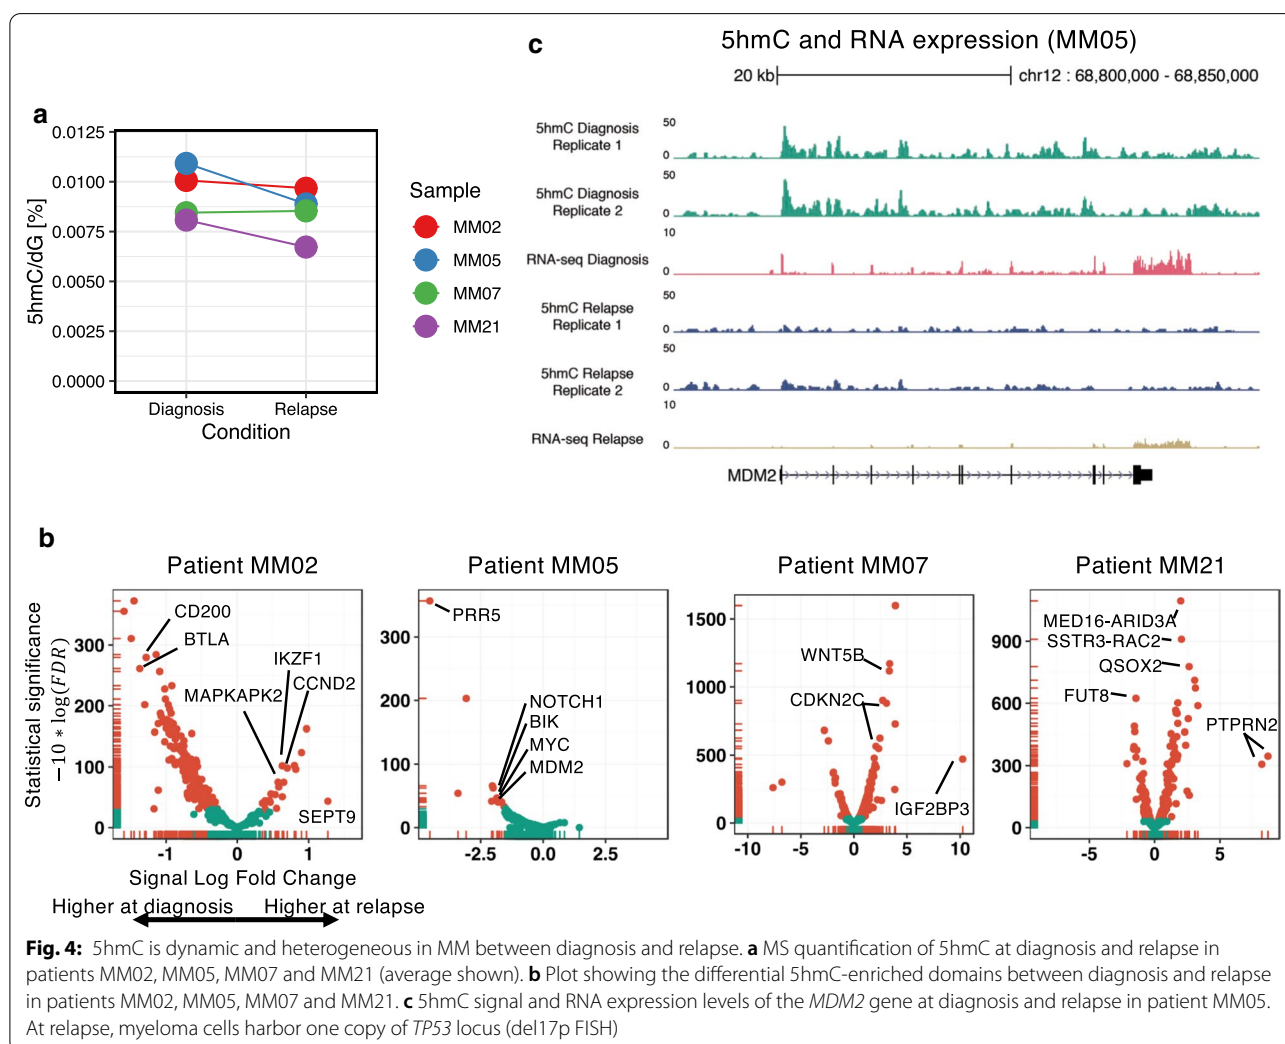 a
0.0125
0.0100
0.0075
0.0050
0.0025
0.0000
5hmC/dG [%]
Diagnosis Relapse
Condition
Sample
MM02
MM05
MM07
MM21
c
5hmC and RNA expression (MM05)
20 kb chr12 : 68,800,000 - 68,850,000
5hmC Diagnosis
Replicate 1
50
0
5hmC Diagnosis
Replicate 2
50
0
RNA-seq Diagnosis
10
0
5hmC Relapse
Replicate 1
50
0
5hmC Relapse
Replicate 2
50
0
RNA-seq Relapse
10
0
MDM2
b
Statistical significance
−10 ∗ log(FDR)
Patient MM02
300
200
100
0
CD200
BTLA
IKZF1
CCND2
MAPKAPK2
SEPT9
-1 0 1
Signal Log Fold Change
Higher at diagnosis Higher at relapse
Patient MM05
300
200
100
0
PRR5
NOTCH1
BIK
MYC
MDM2
-2.5 0.0 2.5
Patient MM07
1500
1000
500
0
WNT5B
CDKN2C
IGF2BP3
-10 -5 0 5 10
Patient MM21
900
600
300
0
MED16-ARID3A
SSTR3-RAC2
QSOX2
FUT8
PTPRN2
-5 0 5
Fig. 4: 5hmC is dynamic and heterogeneous in MM between diagnosis and relapse. a MS quantification of 5hmC at diagnosis and relapse in
patients MM02, MM05, MM07 and MM21 (average shown). b Plot showing the differential 5hmC-enriched domains between diagnosis and relapse
in patients MM02, MM05, MM07 and MM21. c 5hmC signal and RNA expression levels of the MDM2 gene at diagnosis and relapse in patient MM05.
At relapse, myeloma cells harbor one copy of TP53 locus (del17p FISH)